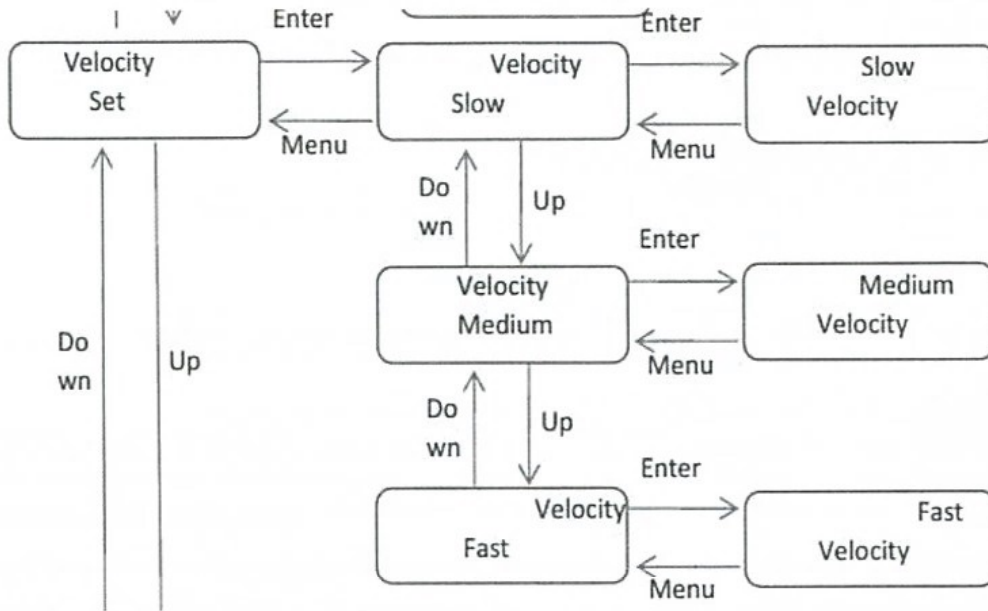 Enter
Enter
Velocity
Set
Velocity
Slow
Slow
Velocity
Menu
Menu
Do
wn
Up
Enter
Velocity
Medium
Medium
Velocity
Menu
Do
wn
Up
Do
wn
Up
Enter
Velocity
Fast
Fast
Velocity
Menu